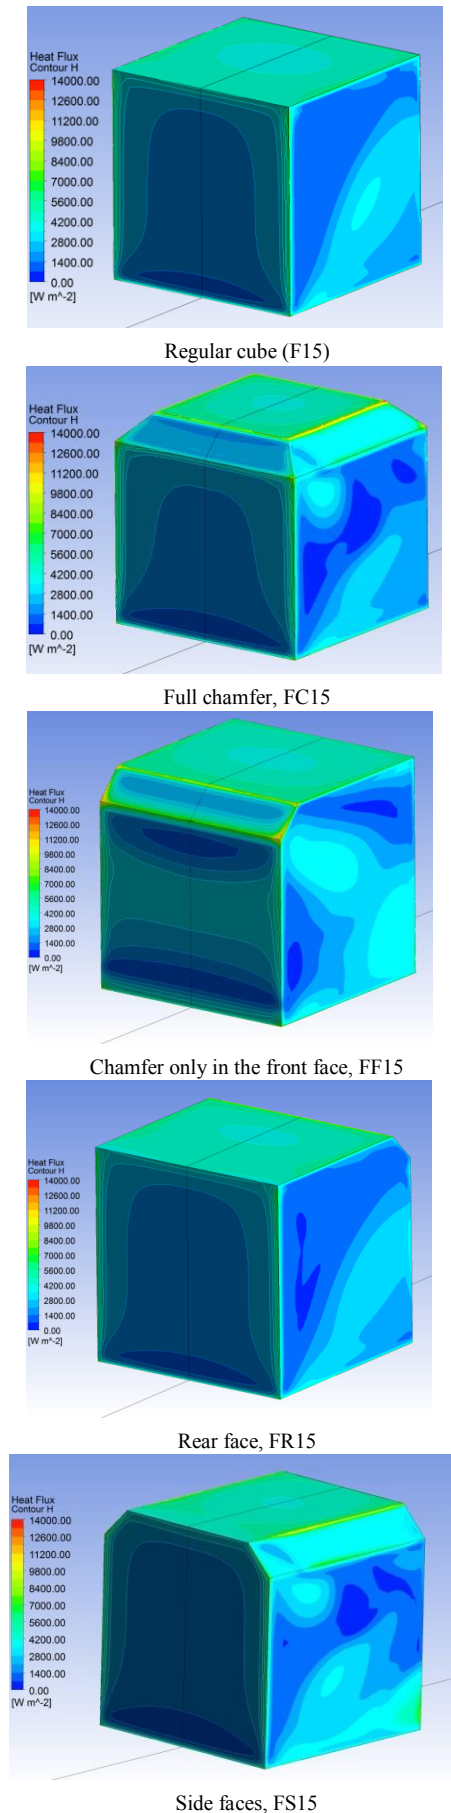 Heat Flux
Contour H
14000.00
12600.00
11200.00
9800.00
8400.00
7000.00
5600.00
4200.00
2800.00
1400.00
0.00
[W m^-2]
Regular cube (F15)
Heat Flux
Contour H
14000.00
12600.00
11200.00
9800.00
8400.00
7000.00
5600.00
4200.00
2800.00
1400.00
0.00
[W m^-2]
Full chamfer, FC15
Heat Flux
Contour H
14000.00
12600.00
11200.00
9800.00
8400.00
7000.00
5600.00
4200.00
2800.00
1400.00
0.00
[W m^-2]
Chamfer only in the front face, FF15
Heat Flux
Contour H
14000.00
12600.00
11200.00
9800.00
8400.00
7000.00
5600.00
4200.00
2800.00
1400.00
0.00
[W m^-2]
Rear face, FR15
Heat Flux
Contour H
14000.00
12600.00
11200.00
9800.00
8400.00
7000.00
5600.00
4200.00
2800.00
1400.00
0.00
[W m^-2]
Side faces, FS15